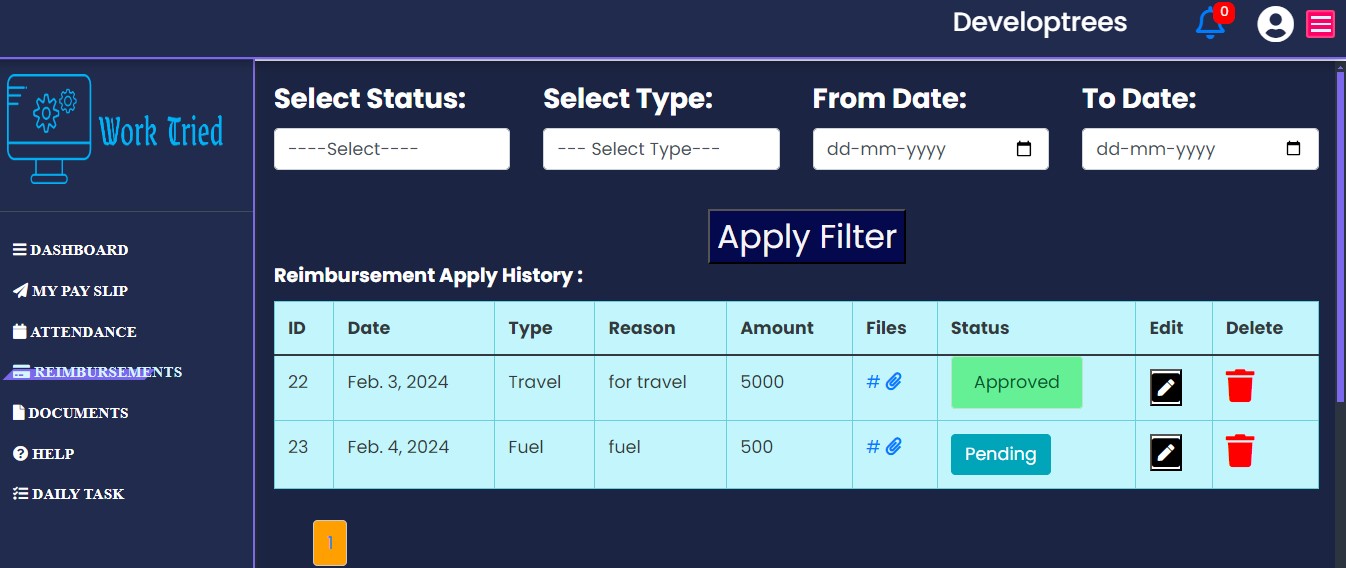 Developtrees
0
Work Tried
Select Status:
Select Type:
From Date:
To Date:
----Select----
--- Select Type---
dd-mm-yyyy
dd-mm-yyyy
Apply Filter
DASHBOARD
MY PAY SLIP
ATTENDANCE
REIMBURSEMENTS
DOCUMENTS
HELP
DAILY TASK
Reimbursement Apply History :
ID Date Type Reason Amount Files Status Edit Delete
22 Feb. 3, 2024 Travel for travel 5000 # Approved
23 Feb. 4, 2024 Fuel fuel 500 # Pending
1